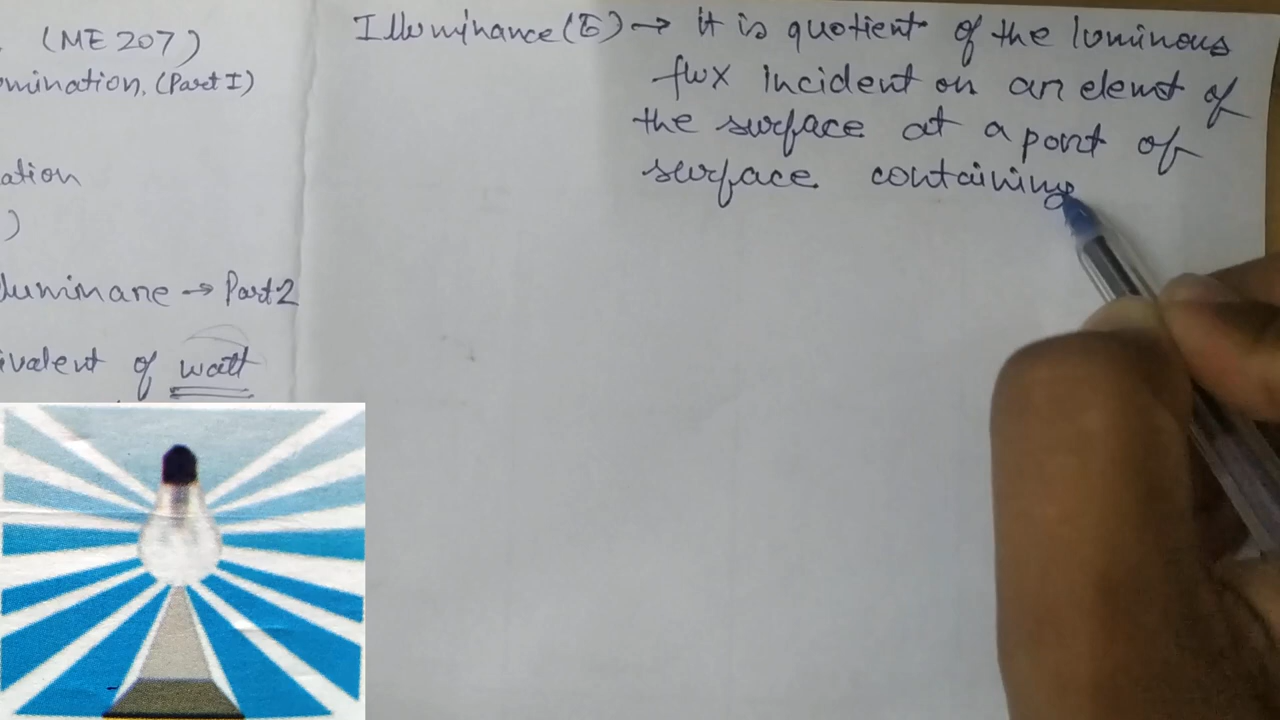 (ME 207)
omination, (Part I)
ation
)
luminane → Part 2
ivalent of watt
Illuminance (E) → it is quotient of the luminous
flux incident on an elemt of
the surface at a point of
surface containing